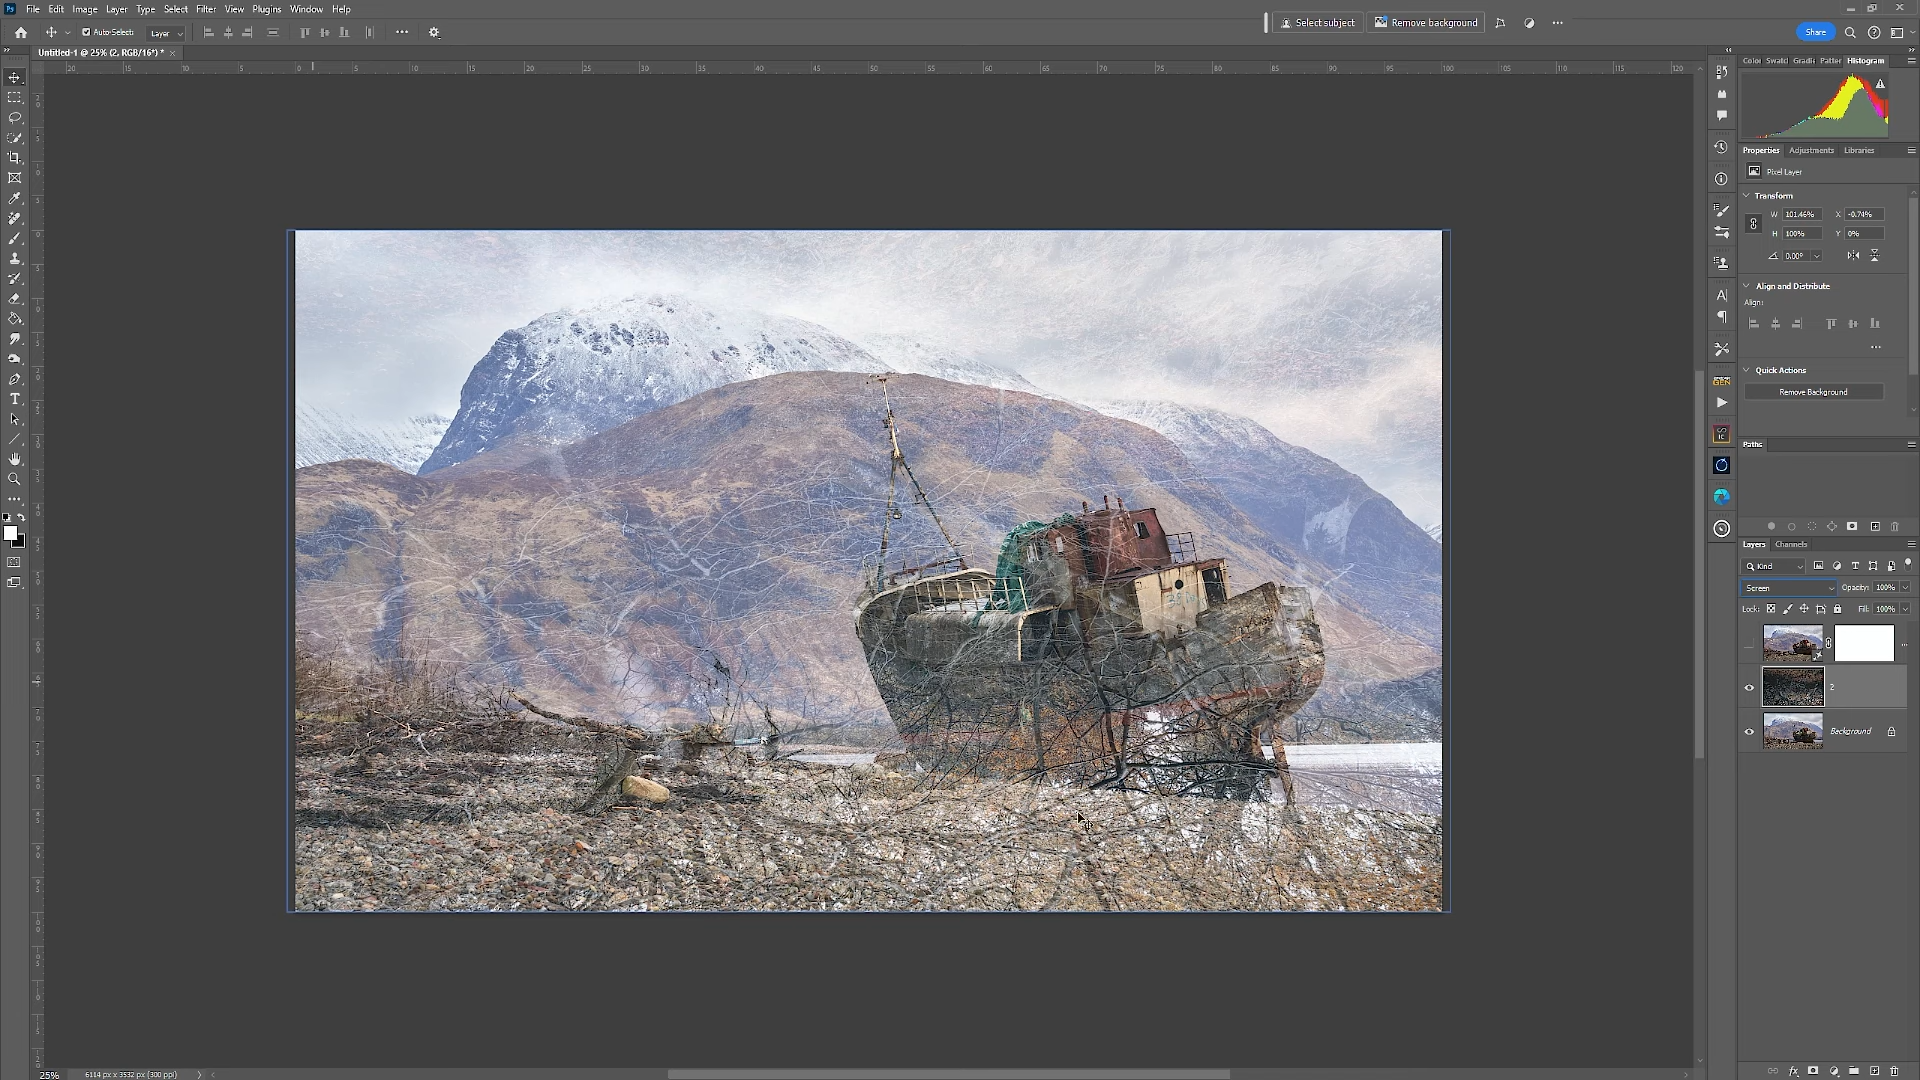 File Edit Image Layer Type Select Filter View Plugins Window Help
Auto-Select: Layer
Select subject Remove background
Share
Untitled-1 @ 25% (2, RGB/16*) *
Color Swatc Gradi Patter Histogram
Properties Adjustments Libraries
Pixel Layer
Transform
W 101.46% X -0.74%
H 100% Y 0%
0.00°
Align and Distribute
Align:
Quick Actions
Remove Background
Paths
Layers Channels
Kind
Screen Opacity: 100%
Lock: Fill: 100%
2
Background
25% 6114 px x 3532 px (300 ppi)